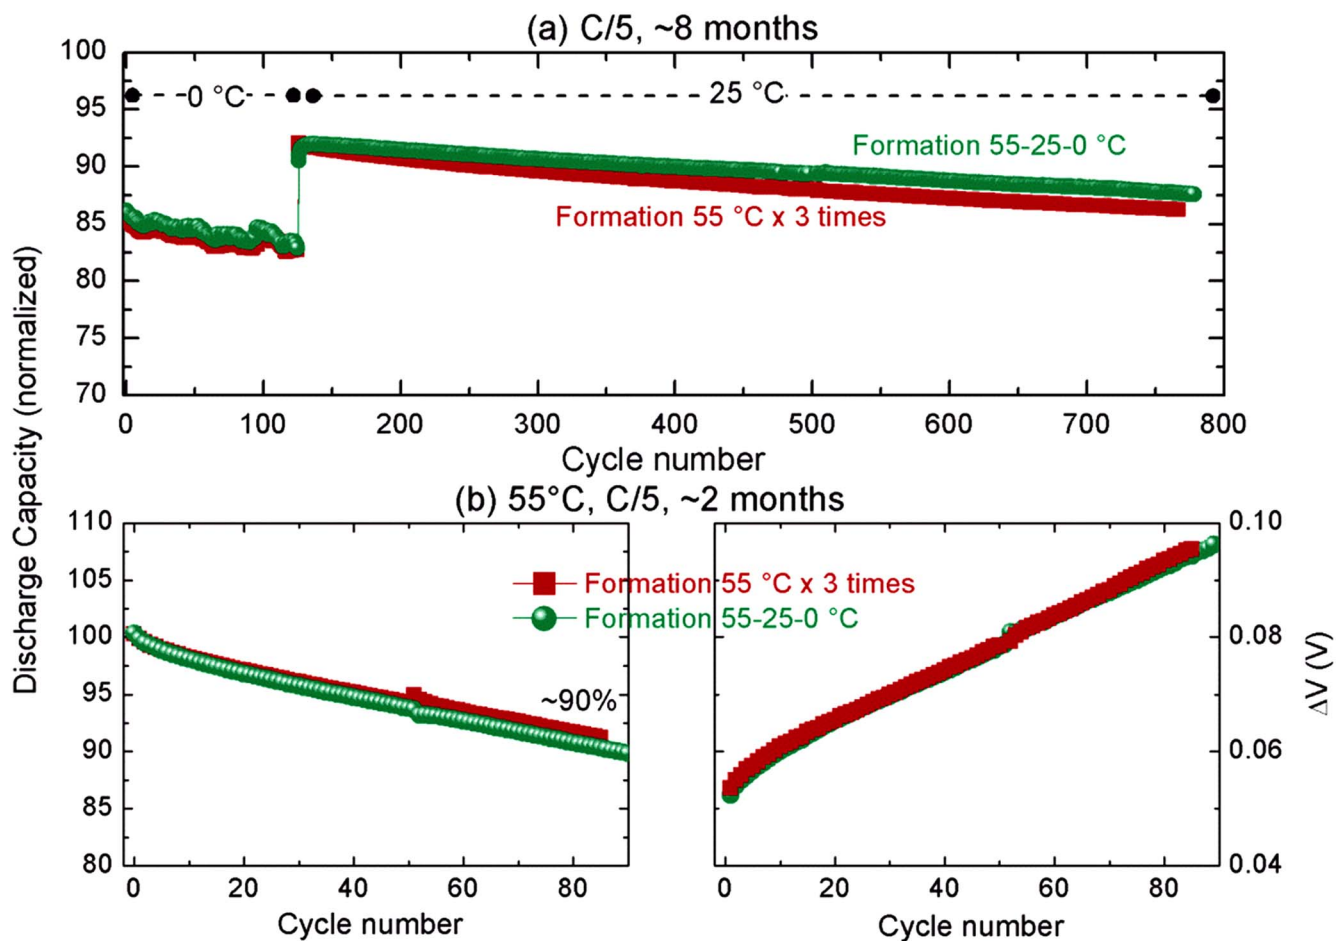 (a) C/5, ~8 months
100
95
90
85
80
75
70
0 °C
25 °C
Formation 55-25-0 °C
Formation 55 °C x 3 times
0 100 200 300 400 500 600 700 800
Cycle number
Discharge Capacity (normalized)
(b) 55°C, C/5, ~2 months
110
105
100
95
90
85
80
Formation 55 °C x 3 times
Formation 55-25-0 °C
~90%
0 20 40 60 80
Cycle number
0.10
0.08
0.06
0.04
ΔV (V)
0 20 40 60 80
Cycle number